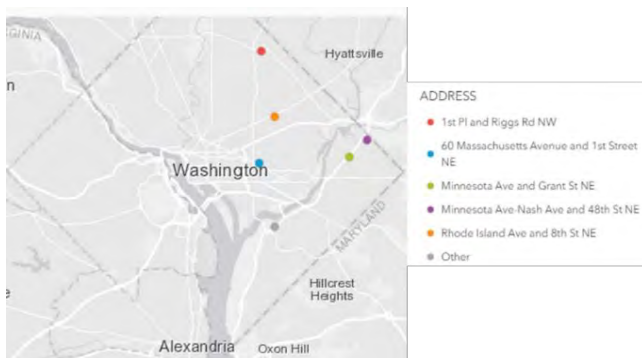 GINIA
Hyattsville
n
Washington
MARYLAND
Hillcrest
Heights
e
Alexandria
Oxon Hill
ADDRESS
1st Pl and Riggs Rd NW
60 Massachusetts Avenue and 1st Street
NE
Minnesota Ave and Grant St NE
Minnesota Ave-Nash Ave and 48th St NE
Rhode Island Ave and 8th St NE
Other